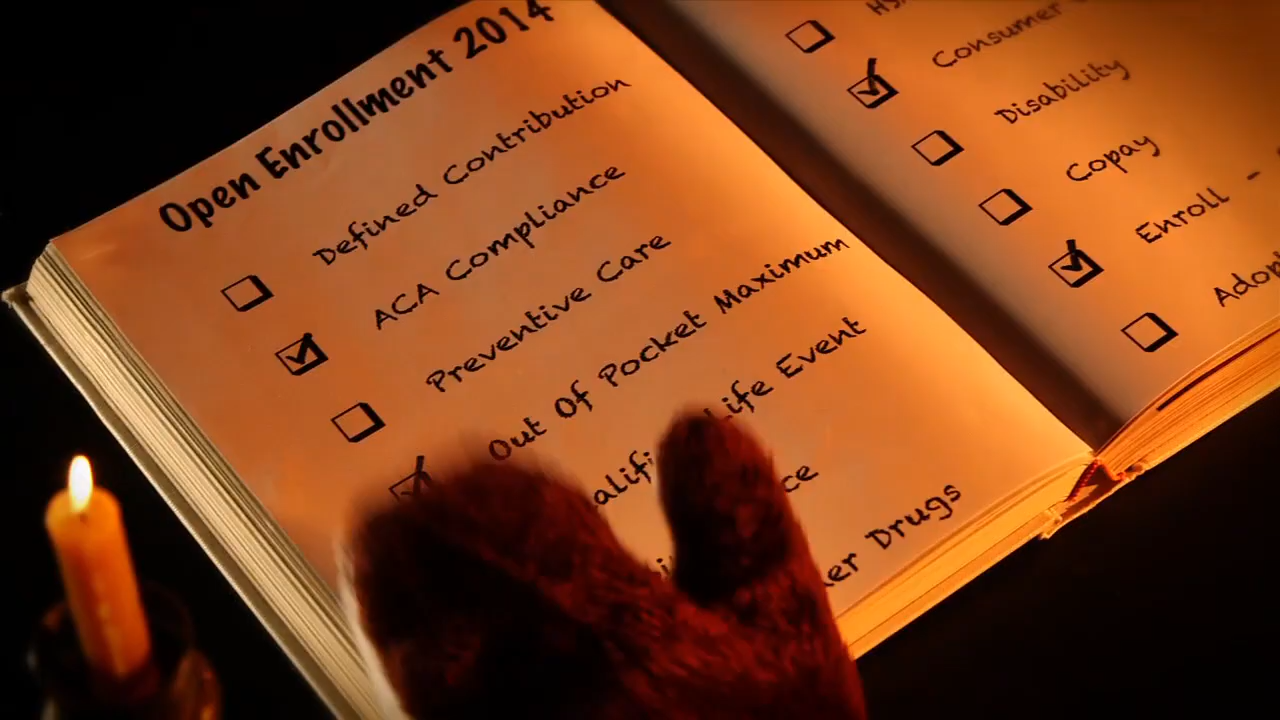 Open Enrollment 2014
Defined Contribution
ACA Compliance
Preventive Care
Out Of Pocket Maximum
Life Event
Drugs
Consumer
Disability
Copay
Enroll -